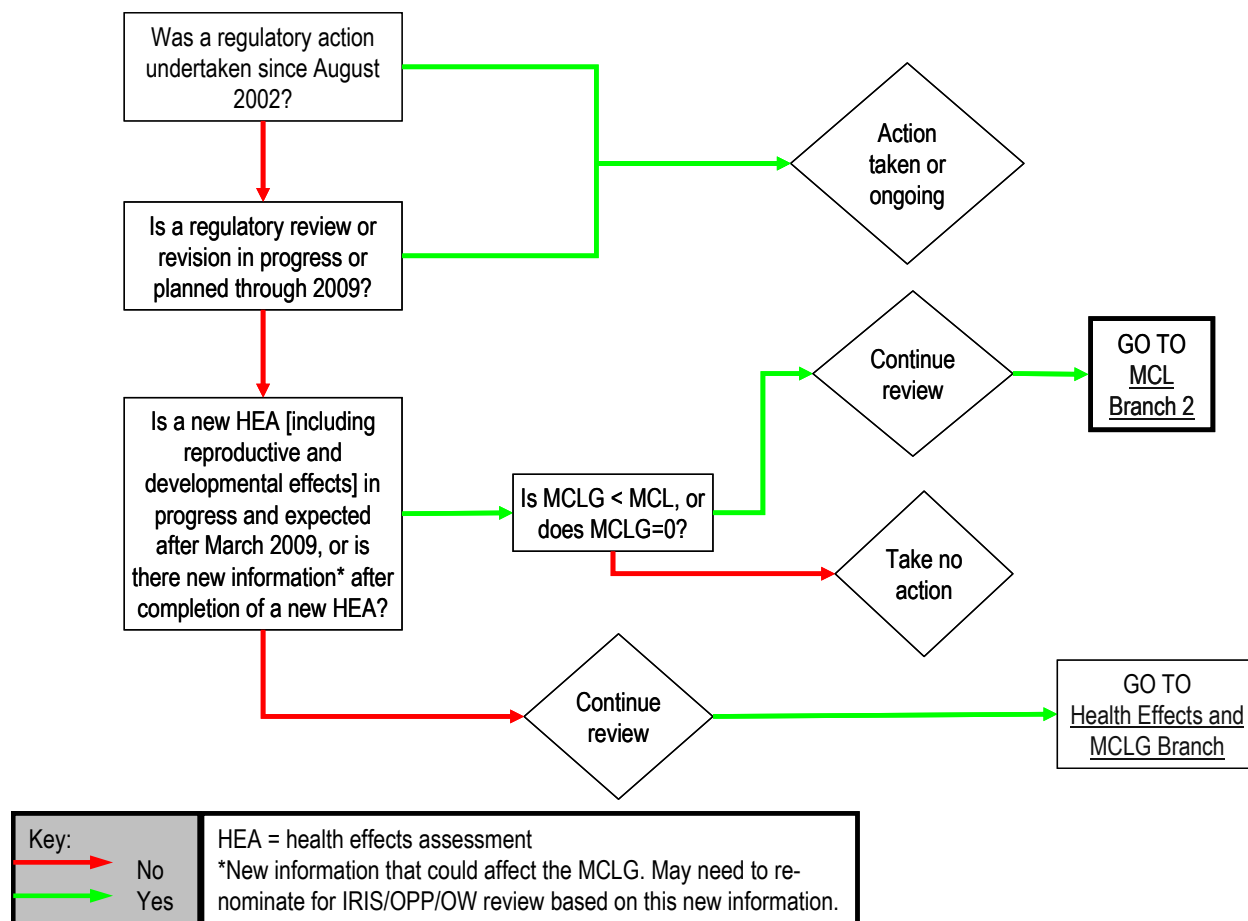 Was a regulatory action
undertaken since August
2002?
Action
taken or
ongoing
Is a regulatory review or
revision in progress or
planned through 2009?
Continue
review
GO TO
MCL
Branch 2
Is a new HEA [including
reproductive and
developmental effects] in
progress and expected
after March 2009, or is
there new information* after
completion of a new HEA?
Is MCLG < MCL, or
does MCLG=0?
Take no
action
Continue
review
GO TO
Health Effects and
MCLG Branch
Key:
No
Yes
HEA = health effects assessment
*New information that could affect the MCLG. May need to re-
nominate for IRIS/OPP/OW review based on this new information.